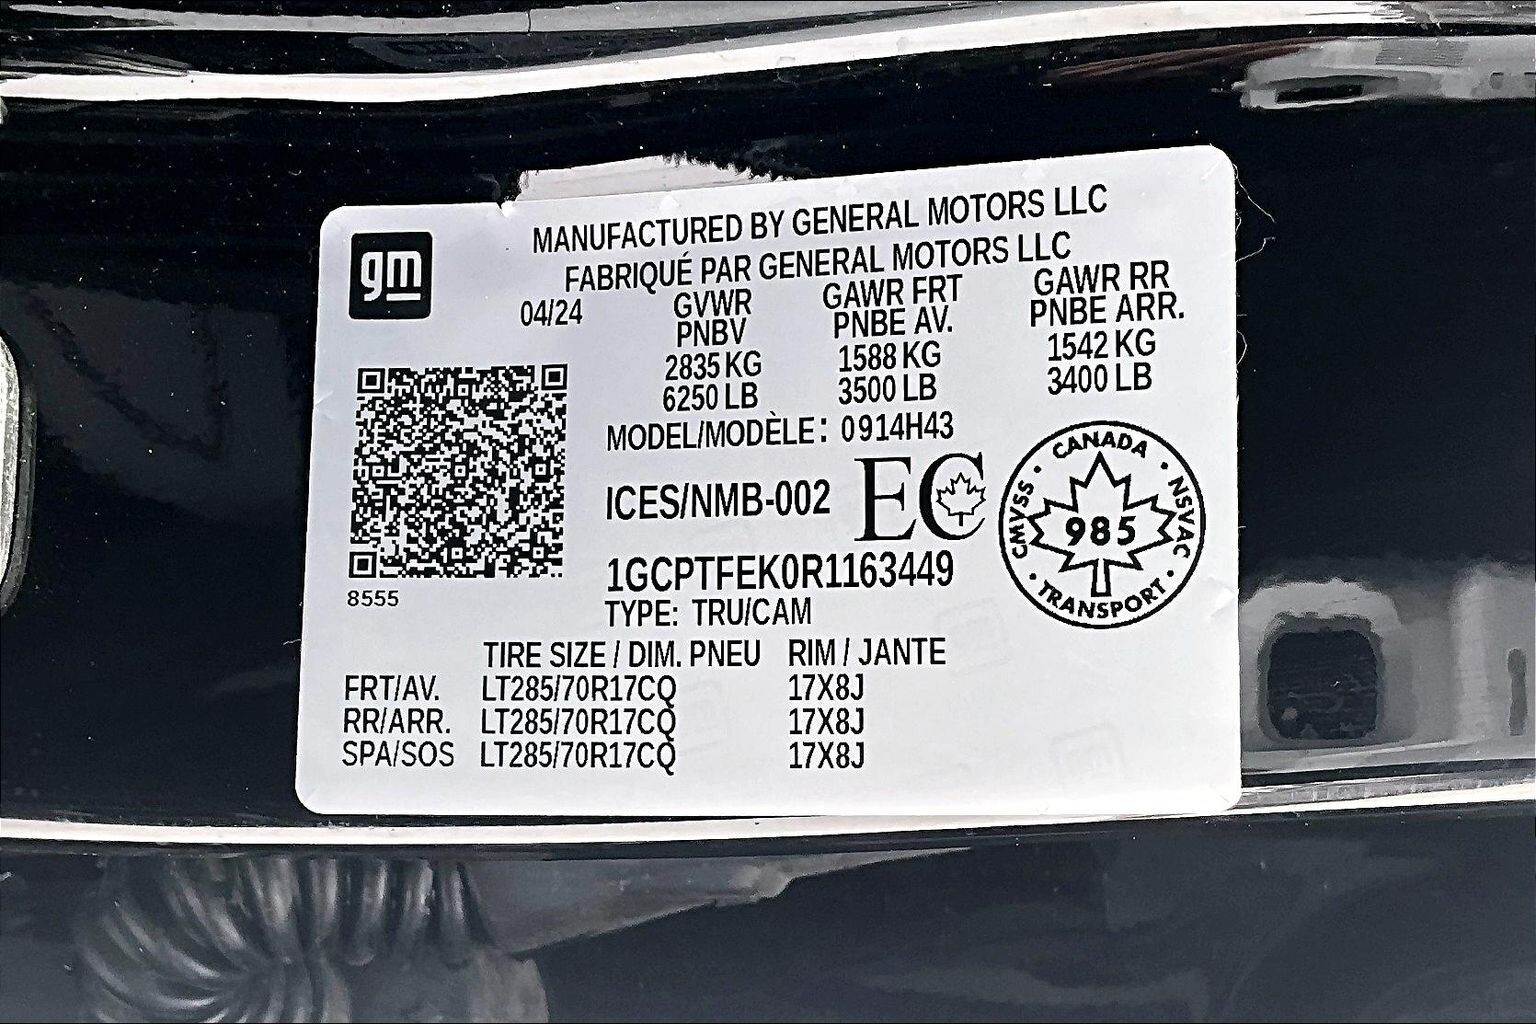 gm
MANUFACTURED BY GENERAL MOTORS LLC
FABRIQUÉ PAR GENERAL MOTORS LLC
04/24 GVWR GAWR FRT GAWR RR
PNBV PNBE AV. PNBE ARR.
2835 KG 1588 KG 1542 KG
6250 LB 3500 LB 3400 LB
MODEL/MODÈLE: 0914H43
ICES/NMB-002 EC
CANADA
CMVSS • 985 • NSVAC
• TRANSPORT •
1GCPTFEK0R1163449
8555
TYPE: TRU/CAM
TIRE SIZE / DIM. PNEU RIM / JANTE
FRT/AV. LT285/70R17CQ 17X8J
RR/ARR. LT285/70R17CQ 17X8J
SPA/SOS LT285/70R17CQ 17X8J